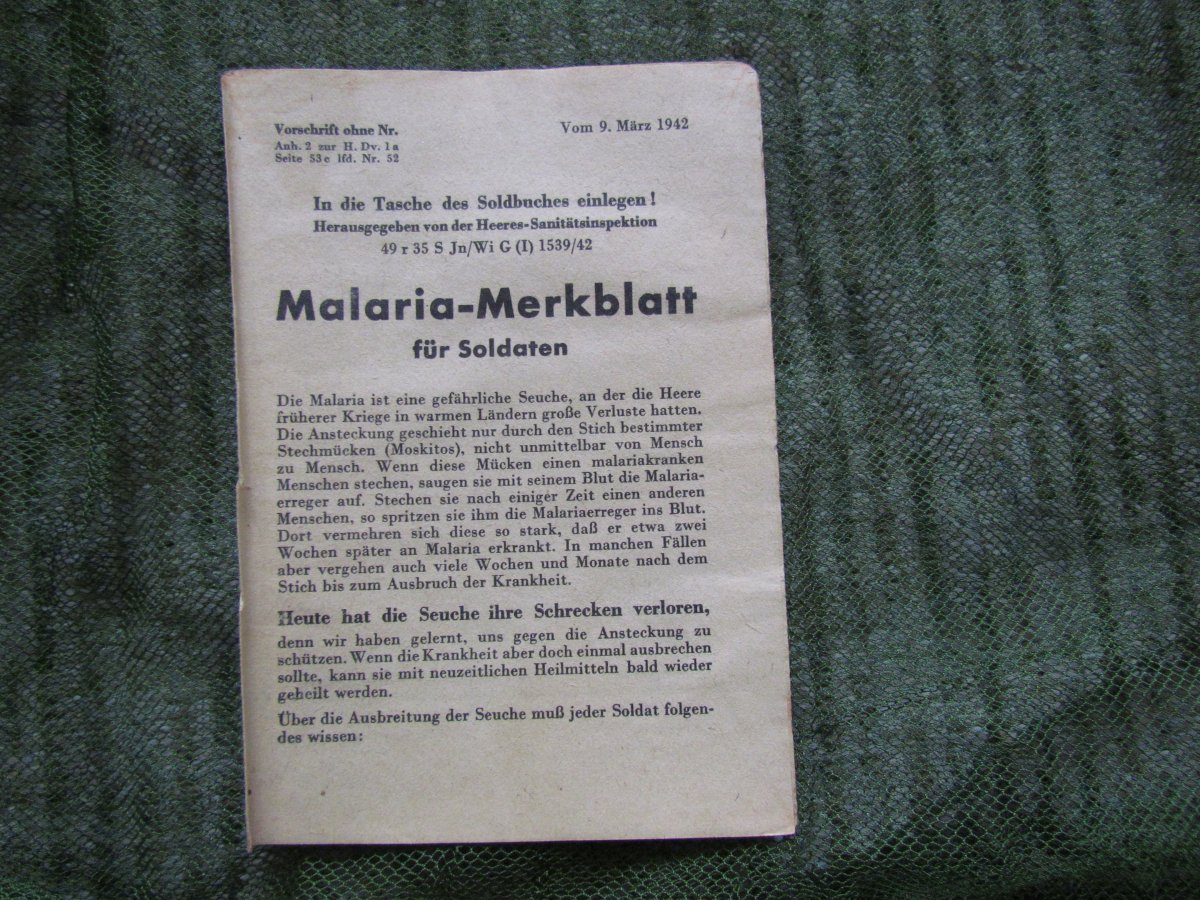 Vorschrift ohne Nr.
Anh. 2 zur H. Dv. 1a
Seite 53c lfd. Nr. 52
Vom 9. März 1942
In die Tasche des Soldbuches einlegen!
Herausgegeben von der Heeres-Sanitätsinspektion
49 r 35 S Jn/Wi G (I) 1539/42
Malaria-Merkblatt
für Soldaten
Die Malaria ist eine gefährliche Seuche, an der die Heere
früherer Kriege in warmen Ländern große Verluste hatten.
Die Ansteckung geschieht nur durch den Stich bestimmter
Stechmücken (Moskitos), nicht unmittelbar von Mensch
zu Mensch. Wenn diese Mücken einen malariakranken
Menschen stechen, saugen sie mit seinem Blut die Malaria-
erreger auf. Stechen sie nach einiger Zeit einen anderen
Menschen, so spritzen sie ihm die Malariaerreger ins Blut.
Dort vermehren sich diese so stark, daß er etwa zwei
Wochen später an Malaria erkrankt. In manchen Fällen
aber vergehen auch viele Wochen und Monate nach dem
Stich bis zum Ausbruch der Krankheit.
Heute hat die Seuche ihre Schrecken verloren,
denn wir haben gelernt, uns gegen die Ansteckung zu
schützen. Wenn die Krankheit aber doch einmal ausbrechen
sollte, kann sie mit neuzeitlichen Heilmitteln bald wieder
geheilt werden.
Über die Ausbreitung der Seuche muß jeder Soldat folgen-
des wissen: